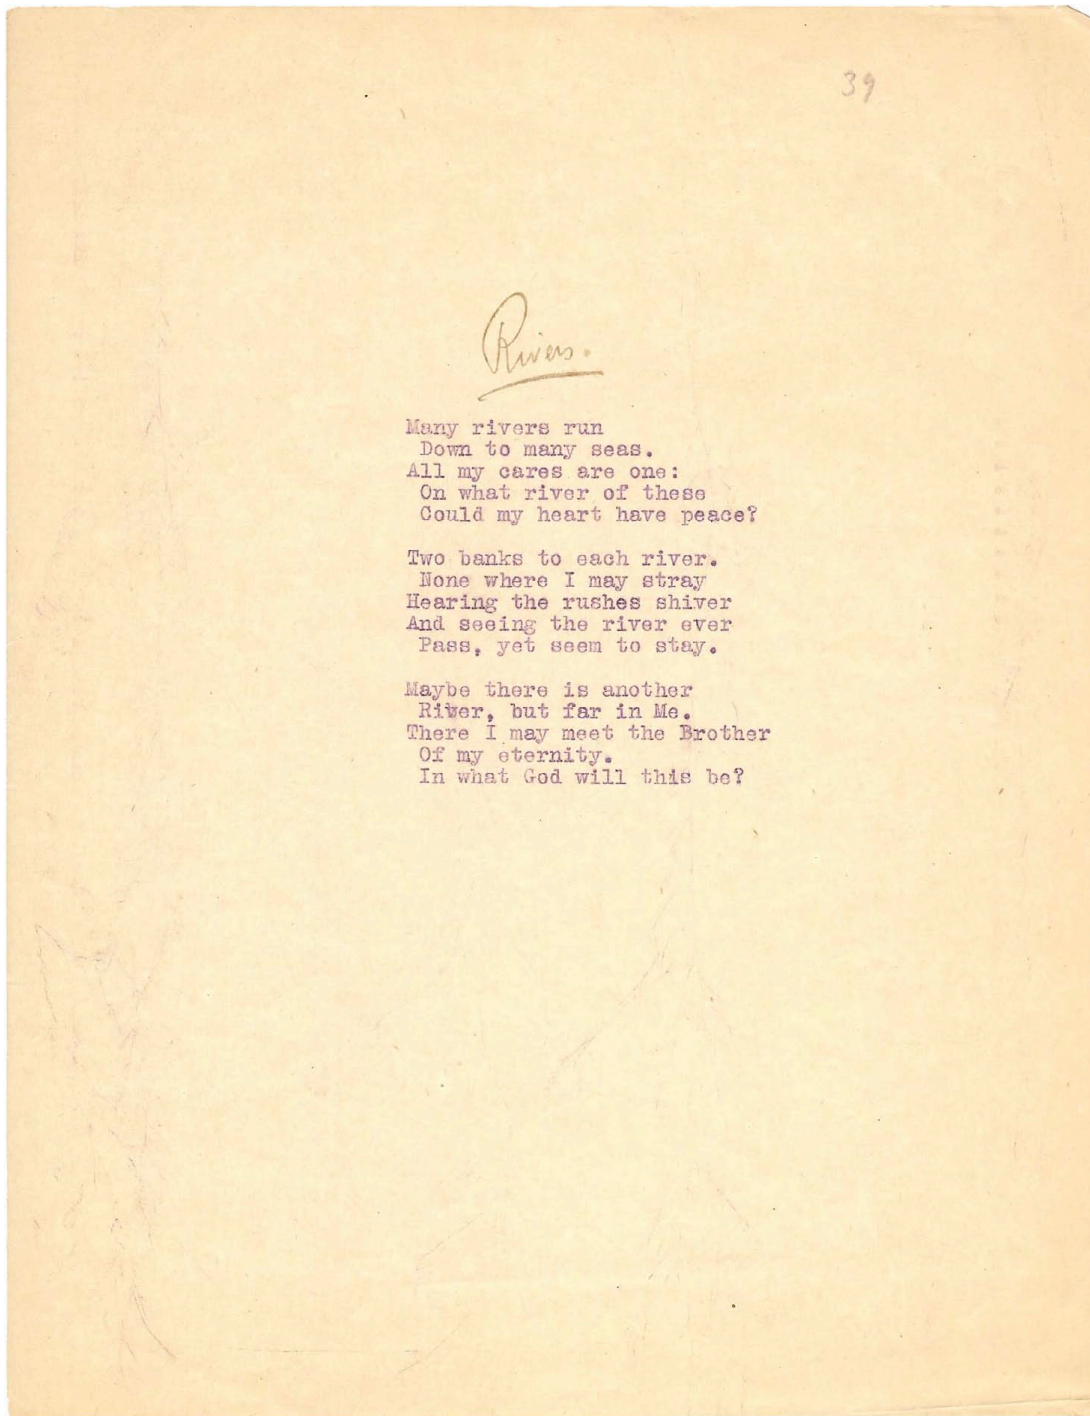 39
Rivers.
Many rivers run
Down to many seas.
All my cares are one:
On what river of these
Could my heart have peace?
Two banks to each river.
None where I may stray
Hearing the rushes shiver
And seeing the river ever
Pass, yet seem to stay.
Maybe there is another
River, but far in Me.
There I may meet the Brother
Of my eternity.
In what God will this be?